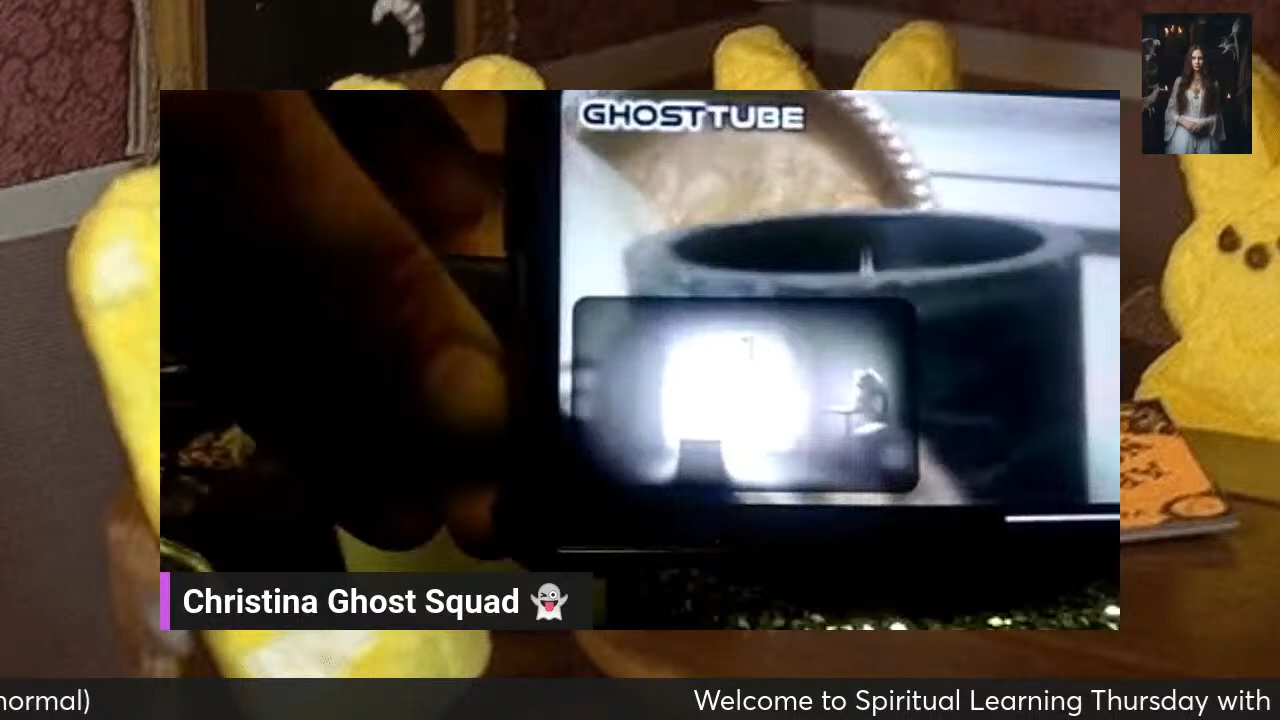 GHOSTTUBE
Christina Ghost Squad 👻
normal)
Welcome to Spiritual Learning Thursday with